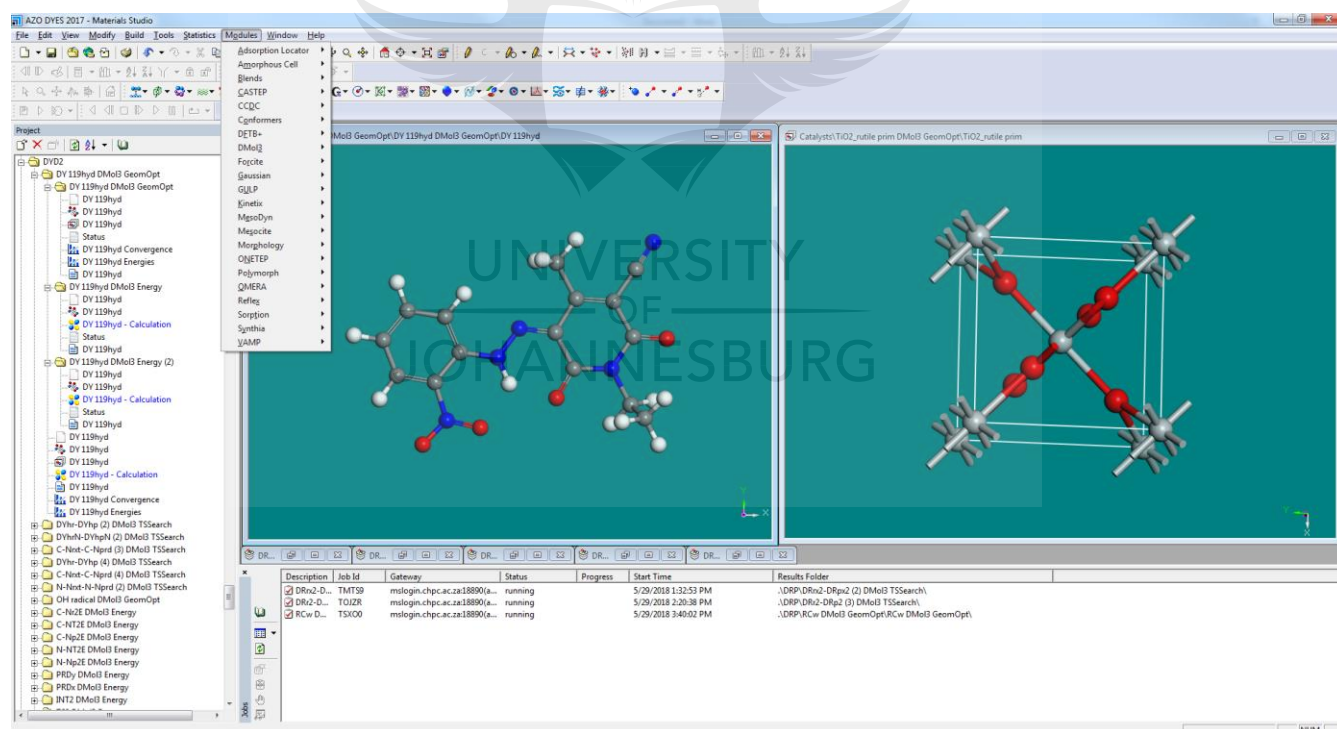 AZO DYES 2017 - Materials Studio
File Edit View Modify Build Tools Statistics Modules Window Help
Adsorption Locator
Amorphous Cell
Blends
CASTEP
CCDC
Conformers
DFTB+
DMol3
Forcite
Gaussian
GULP
Kinetix
MesoDyn
Mesocite
Morphology
ONETEP
Polymorph
QMERA
Reflex
Sorption
Synthia
VAMP
Project
DYD2
DY 119hyd DMol3 GeomOpt
DY 119hyd DMol3 GeomOpt
DY 119hyd
DY 119hyd
DY 119hyd
Status
DY 119hyd Convergence
DY 119hyd Energies
DY 119hyd
DY 119hyd DMol3 Energy
DY 119hyd
DY 119hyd
DY 119hyd - Calculation
Status
DY 119hyd
DY 119hyd DMol3 Energy (2)
DY 119hyd
DY 119hyd
DY 119hyd - Calculation
Status
DY 119hyd
DY 119hyd
DY 119hyd
DY 119hyd
DY 119hyd - Calculation
DY 119hyd
DY 119hyd Convergence
DY 119hyd Energies
DYhr-DYhp (2) DMol3 TSSearch
DYhrN-DYhpN (2) DMol3 TSSearch
C-Nrxt-C-Nprd (3) DMol3 TSSearch
DYhr-DYhp (4) DMol3 TSSearch
C-Nrxt-C-Nprd (4) DMol3 TSSearch
N-Nrxt-N-Nprd (2) DMol3 TSSearch
OH radical DMol3 GeomOpt
C-Nr2E DMol3 Energy
C-NT2E DMol3 Energy
C-Np2E DMol3 Energy
N-NT2E DMol3 Energy
N-Np2E DMol3 Energy
PRDy DMol3 Energy
PRDx DMol3 Energy
INT2 DMol3 Energy
DMol3 GeomOpt\DY 119hyd DMol3 GeomOpt\DY 119hyd
Catalysts\TiO2_rutile prim DMol3 GeomOpt\TiO2_rutile prim
UNIVERSITY
OF
JOHANNESBURG
Y
X
Y
X
DR... DR... DR... DR... DR...
Jobs
Description Job Id Gateway Status Progress Start Time Results Folder
DRrx2-D... TMTS9 mslogin.chpc.ac.za:18890(a... running 5/29/2018 1:32:53 PM .\DRP\DRrx2-DRpx2 (2) DMol3 TSSearch\
DRr2-D... TOJZR mslogin.chpc.ac.za:18890(a... running 5/29/2018 2:20:38 PM .\DRP\DRr2-DRp2 (3) DMol3 TSSearch\
RCw D... TSXO0 mslogin.chpc.ac.za:18890(a... running 5/29/2018 3:40:02 PM .\DRP\RCw DMol3 GeomOpt\RCw DMol3 GeomOpt\
NUM